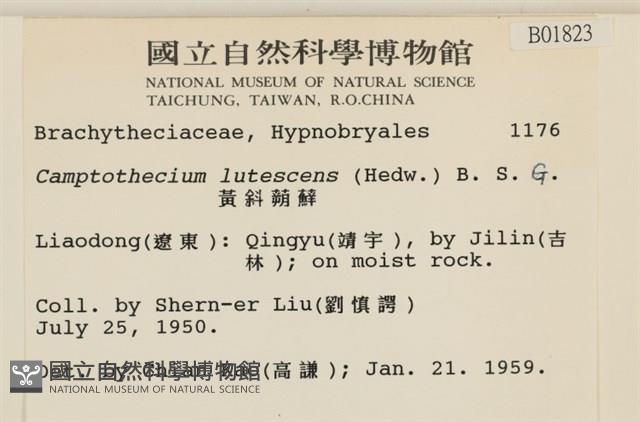 B01823
國立自然科學博物館
NATIONAL MUSEUM OF NATURAL SCIENCE
TAICHUNG, TAIWAN, R.O.CHINA
Brachytheciaceae, Hypnobryales 1176
Camptothecium lutescens (Hedw.) B. S. G.
黃斜蒴蘚
Liaodong(遼東): Qingyu(靖宇), by Jilin(吉
林); on moist rock.
Coll. by Shern-er Liu(劉慎諤)
July 25, 1950.
Det. by (高謙); Jan. 21. 1959.
國立自然科學博物館
NATIONAL MUSEUM OF NATURAL SCIENCE